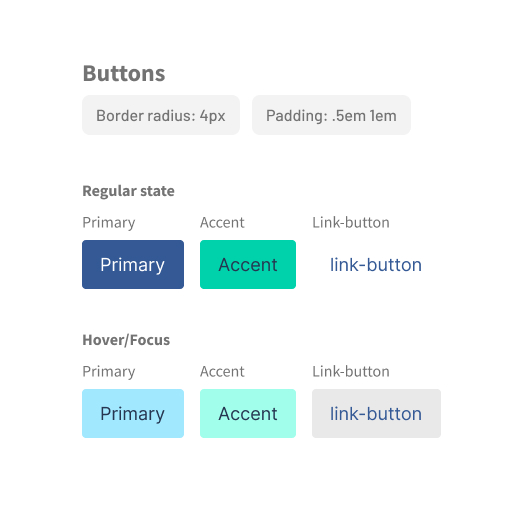 Buttons
Border radius: 4px Padding: .5em 1em
Regular state
Primary Accent Link-button
Primary Accent link-button
Hover/Focus
Primary Accent Link-button
Primary Accent link-button